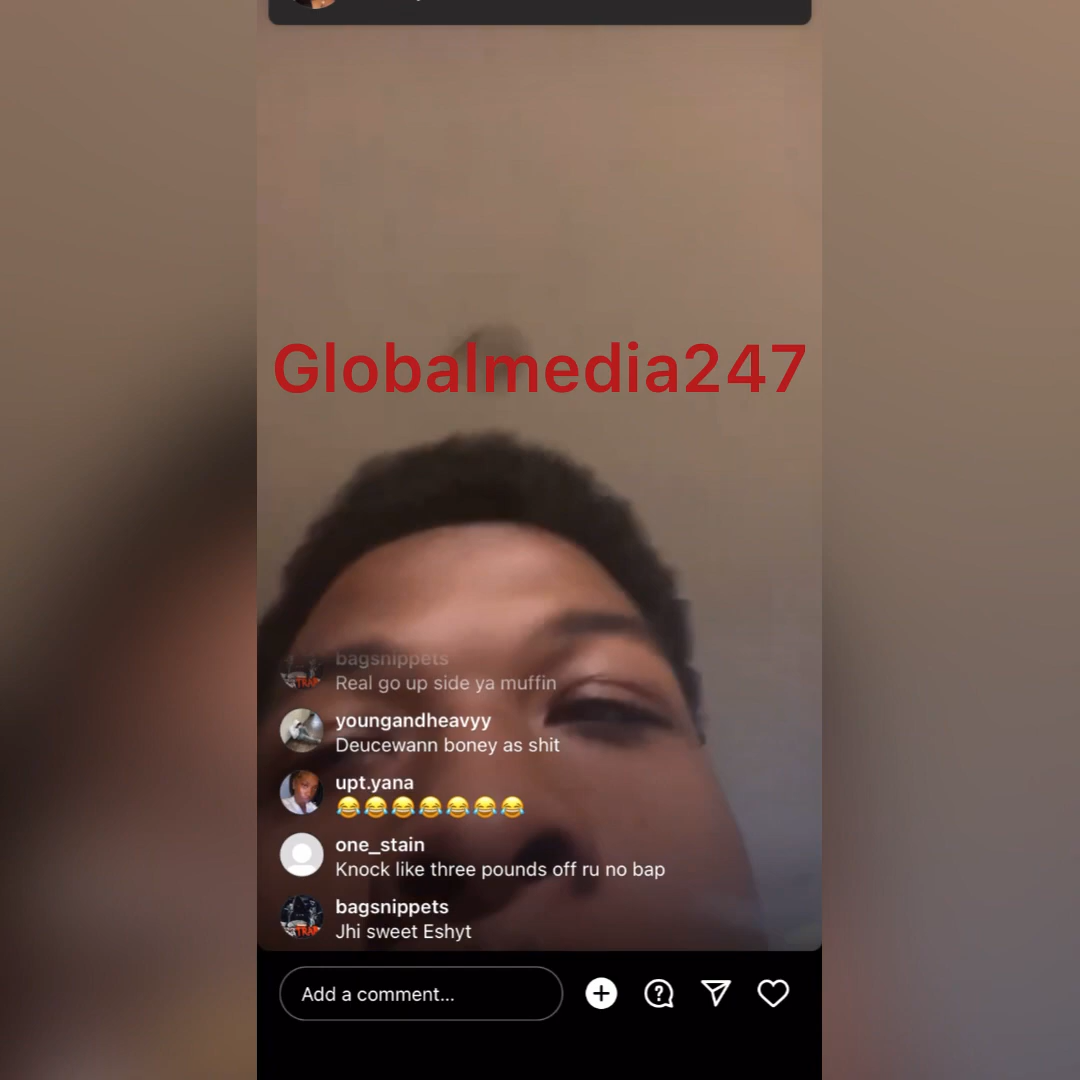 Globalmedia247
bagsnippets
Real go up side ya muffin
youngandheavyy
Deucewann boney as shit
upt.yana
😂😂😂😂😂😂😂
one_stain
Knock like three pounds off ru no bap
bagsnippets
Jhi sweet Eshyt
Add a comment...